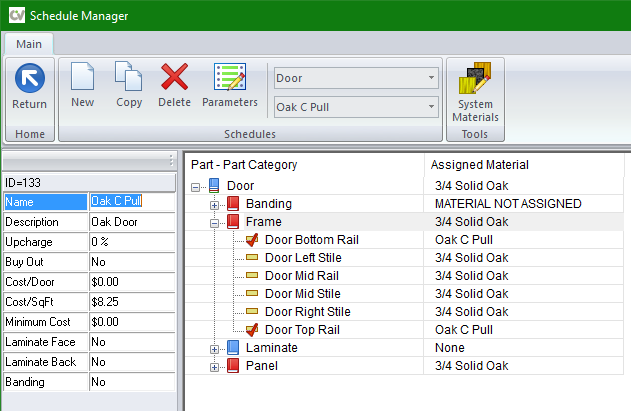 CV Schedule Manager
Main
Return
New Copy Delete Parameters
Door
Oak C Pull
System Materials
Home Schedules Tools
Part - Part Category Assigned Material
ID=133
Name Oak C Pull
Description Oak Door
Upcharge 0 %
Buy Out No
Cost/Door $0.00
Cost/SqFt $8.25
Minimum Cost $0.00
Laminate Face No
Laminate Back No
Banding No
Door 3/4 Solid Oak
Banding MATERIAL NOT ASSIGNED
Frame 3/4 Solid Oak
Door Bottom Rail Oak C Pull
Door Left Stile 3/4 Solid Oak
Door Mid Rail 3/4 Solid Oak
Door Mid Stile 3/4 Solid Oak
Door Right Stile 3/4 Solid Oak
Door Top Rail Oak C Pull
Laminate None
Panel 3/4 Solid Oak